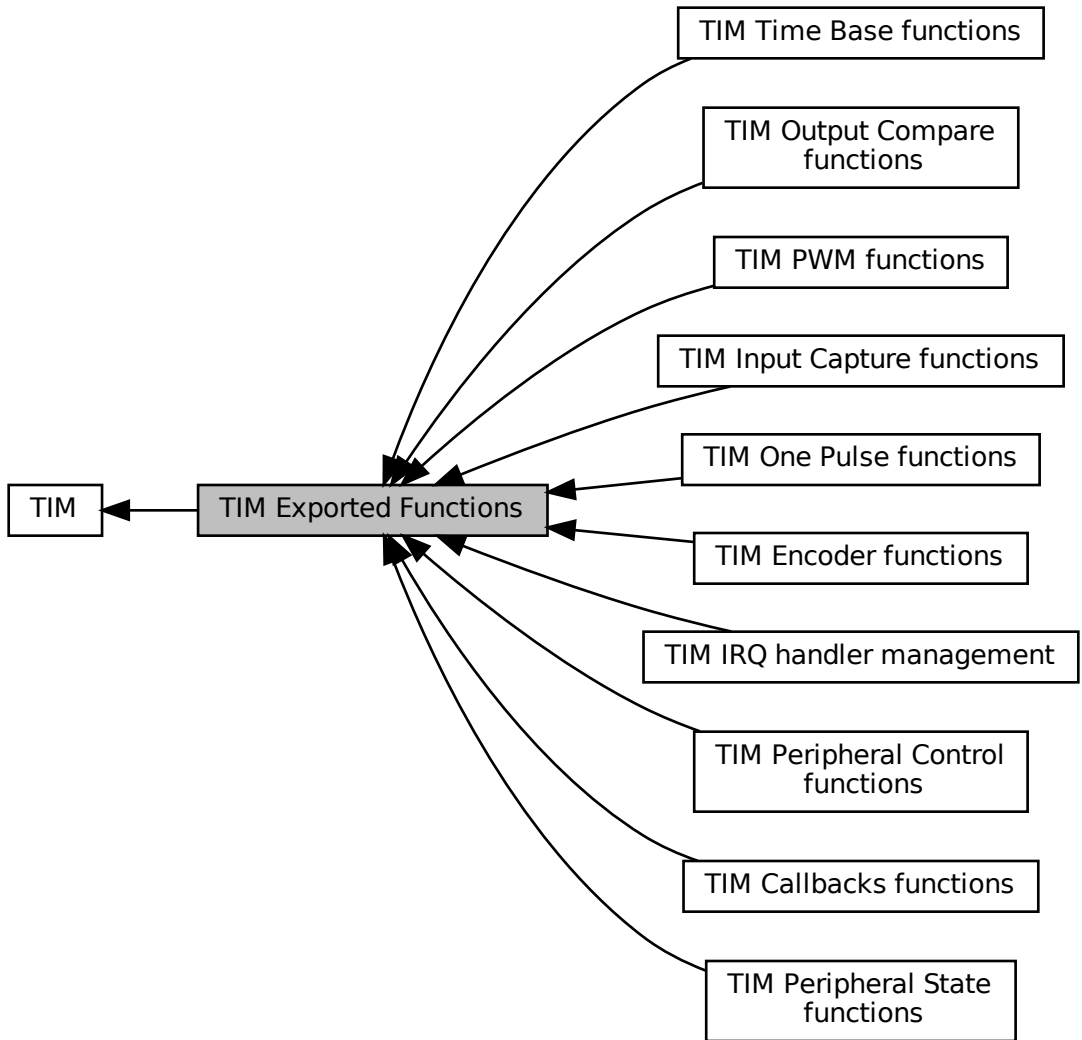 TIM Time Base functions
TIM Output Compare
functions
TIM PWM functions
TIM Input Capture functions
TIM One Pulse functions
TIM
TIM Exported Functions
TIM Encoder functions
TIM IRQ handler management
TIM Peripheral Control
functions
TIM Callbacks functions
TIM Peripheral State
functions